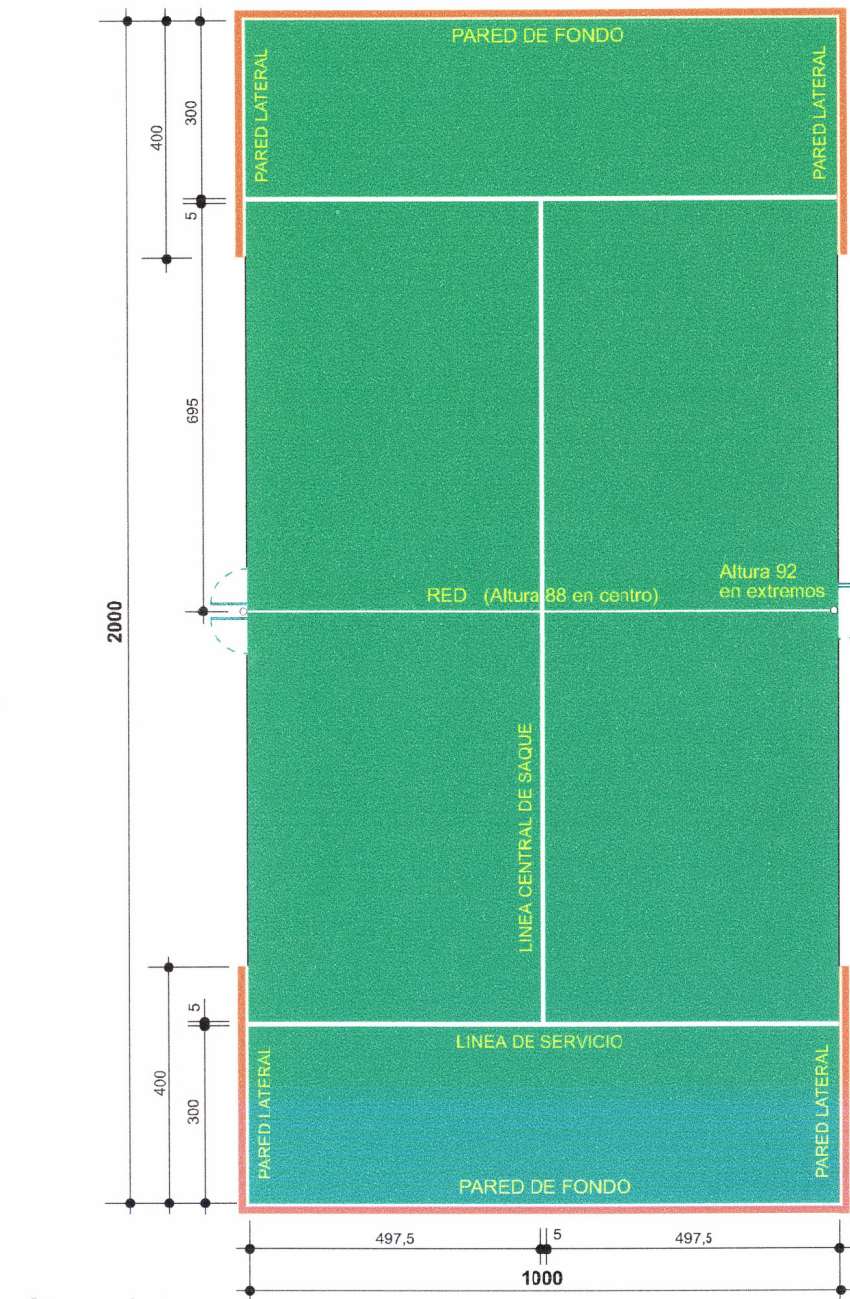 PARED DE FONDO
PARED LATERAL
PARED LATERAL
400
300
5
695
2000
RED (Altura 88 en centro)
Altura 92
en extremos
LINEA CENTRAL DE SAQUE
5
400
300
LINEA DE SERVICIO
PARED LATERAL
PARED LATERAL
PARED DE FONDO
497,5
5
497,5
1000